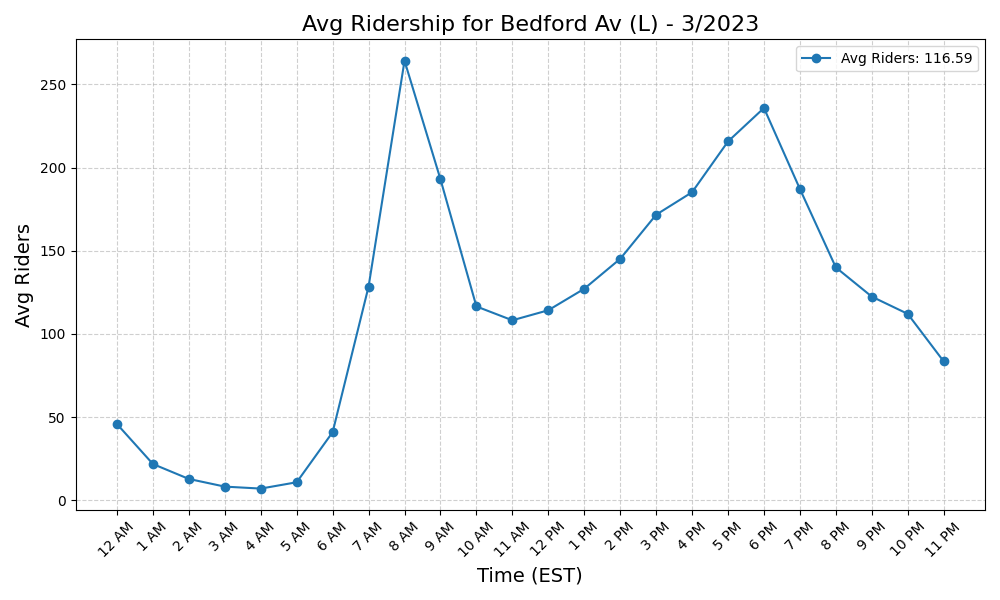 Avg Ridership for Bedford Av (L) - 3/2023
Avg Riders: 116.59
Avg Riders
250
200
150
100
50
0
12 AM
1 AM
2 AM
3 AM
4 AM
5 AM
6 AM
7 AM
8 AM
9 AM
10 AM
11 AM
12 PM
1 PM
2 PM
3 PM
4 PM
5 PM
6 PM
7 PM
8 PM
9 PM
10 PM
11 PM
Time (EST)